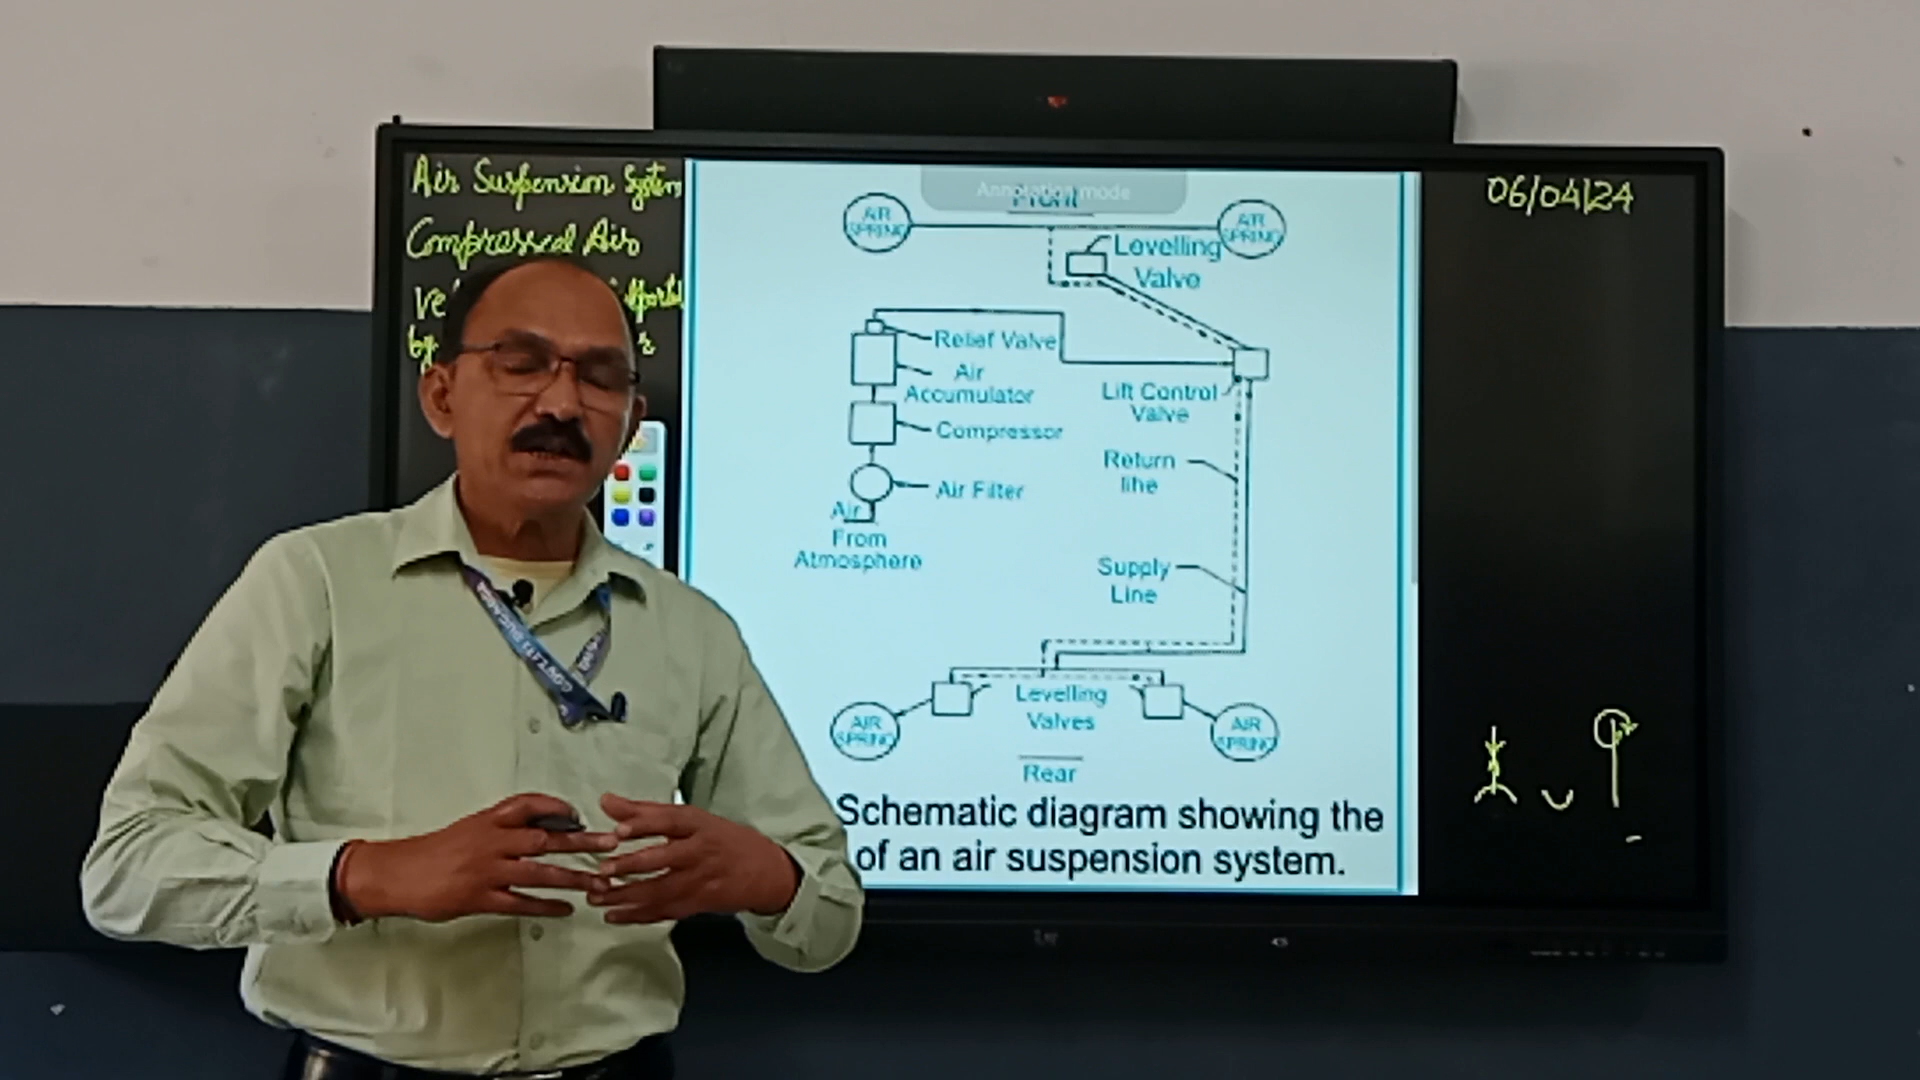 Air Suspension System
Compressed Air
by
06/04/24
Annotation mode
Front
AIR
SPRING
AIR
SPRING
Levelling
Valve
Relief Valve
Air
Accumulator
Compressor
Air Filter
Air
From
Atmosphere
Lift Control
Valve
Return
line
Supply
Line
Levelling
Valves
AIR
SPRING
AIR
SPRING
Rear
Schematic diagram showing the
of an air suspension system.